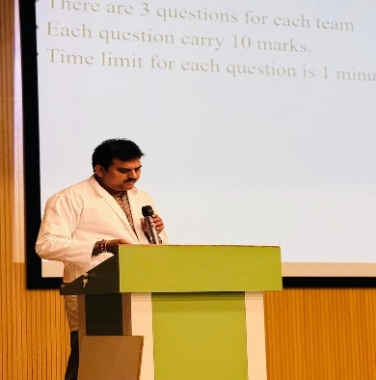 There are 3 questions for each team
Each question carry 10 marks.
Time limit for each question is 1 minu